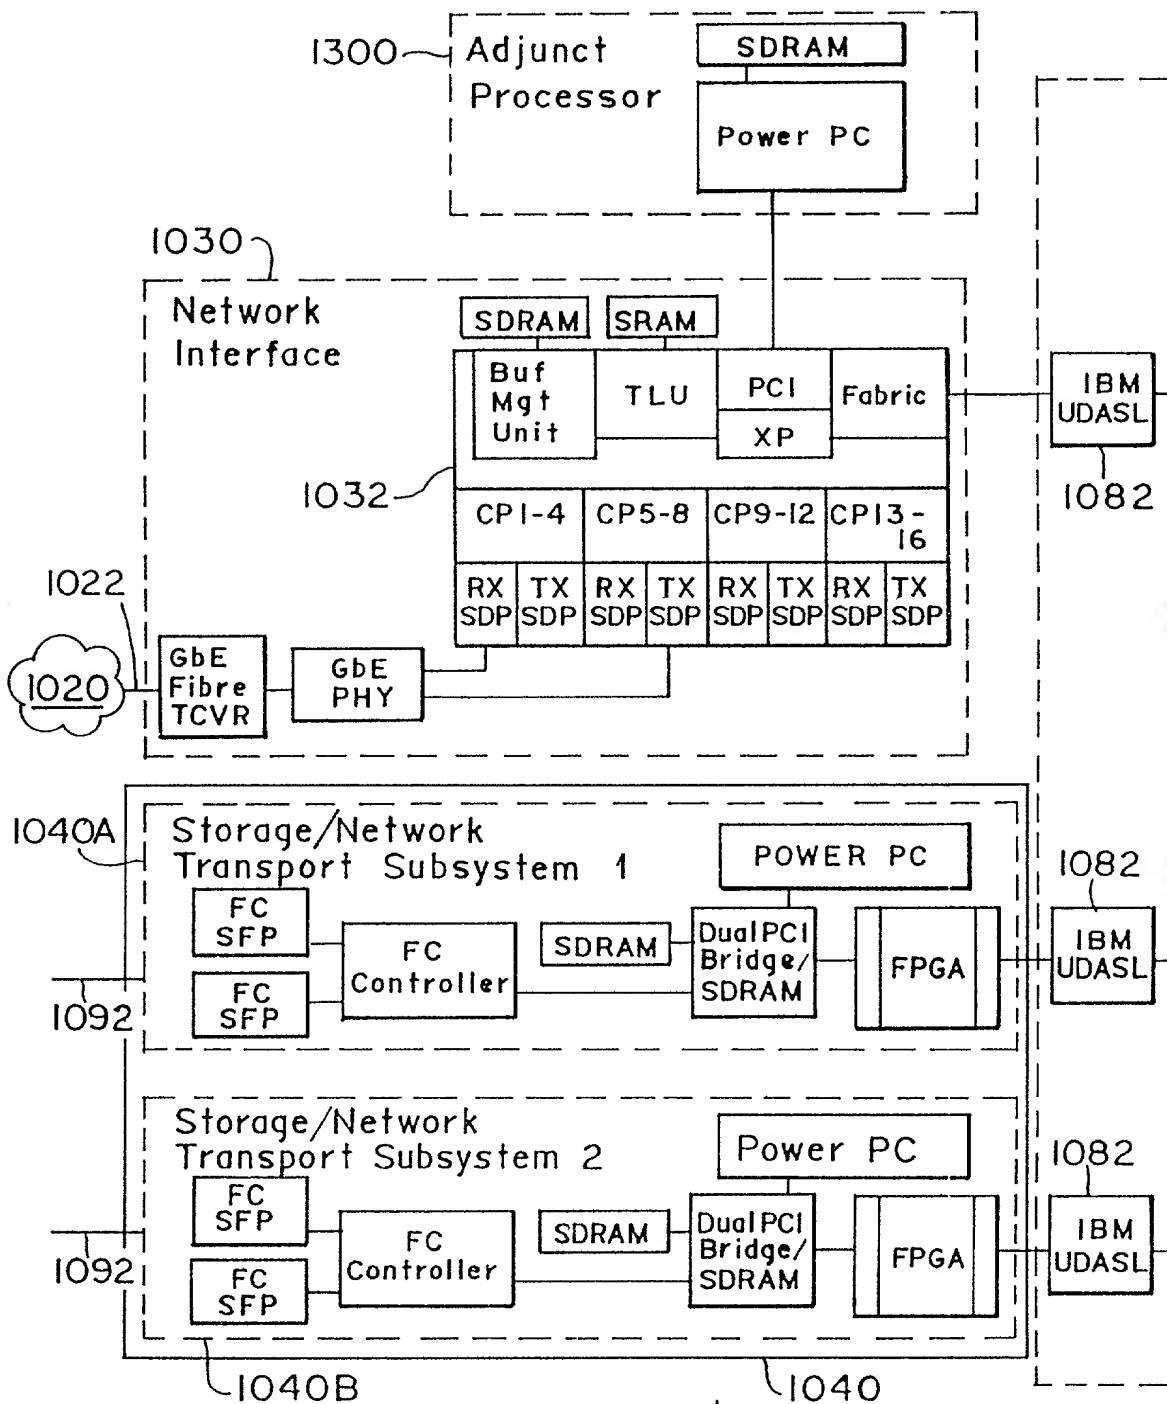 1300
Adjunct
Processor
SDRAM
Power PC
1030
Network
Interface
SDRAM
SRAM
Buf
Mgt
Unit
TLU
PCI
XP
Fabric
IBM
UDASL
1082
1032
CP1-4
CP5-8
CP9-12
CP13-
16
RX
SDP
TX
SDP
RX
SDP
TX
SDP
RX
SDP
TX
SDP
RX
SDP
TX
SDP
1022
1020
GbE
Fibre
TCVR
GbE
PHY
1040A
Storage/Network
Transport Subsystem 1
POWER PC
FC
SFP
FC
SFP
FC
Controller
SDRAM
Dual PCI
Bridge/
SDRAM
FPGA
1082
IBM
UDASL
1092
Storage/Network
Transport Subsystem 2
Power PC
FC
SFP
FC
SFP
FC
Controller
SDRAM
Dual PCI
Bridge/
SDRAM
FPGA
1082
IBM
UDASL
1092
1040B
1040